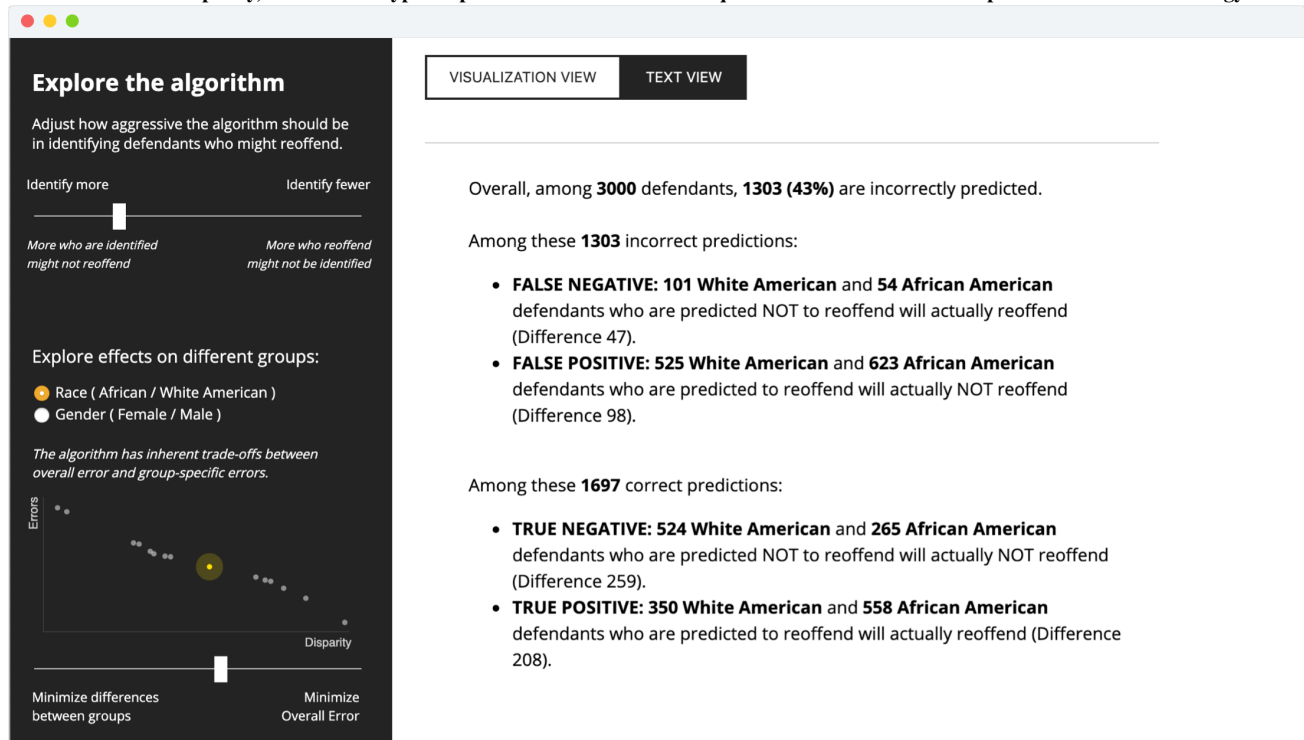 Explore the algorithm
Adjust how aggressive the algorithm should be
in identifying defendants who might reoffend.
Identify more
Identify fewer
More who are identified
might not reoffend
More who reoffend
might not be identified
Explore effects on different groups:
Race ( African / White American )
Gender ( Female / Male )
The algorithm has inherent trade-offs between
overall error and group-specific errors.
Errors
Disparity
Minimize differences
between groups
Minimize
Overall Error
VISUALIZATION VIEW
TEXT VIEW
Overall, among 3000 defendants, 1303 (43%) are incorrectly predicted.
Among these 1303 incorrect predictions:
• FALSE NEGATIVE: 101 White American and 54 African American
defendants who are predicted NOT to reoffend will actually reoffend
(Difference 47).
• FALSE POSITIVE: 525 White American and 623 African American
defendants who are predicted to reoffend will actually NOT reoffend
(Difference 98).
Among these 1697 correct predictions:
• TRUE NEGATIVE: 524 White American and 265 African American
defendants who are predicted NOT to reoffend will actually NOT reoffend
(Difference 259).
• TRUE POSITIVE: 350 White American and 558 African American
defendants who are predicted to reoffend will actually reoffend (Difference
208).